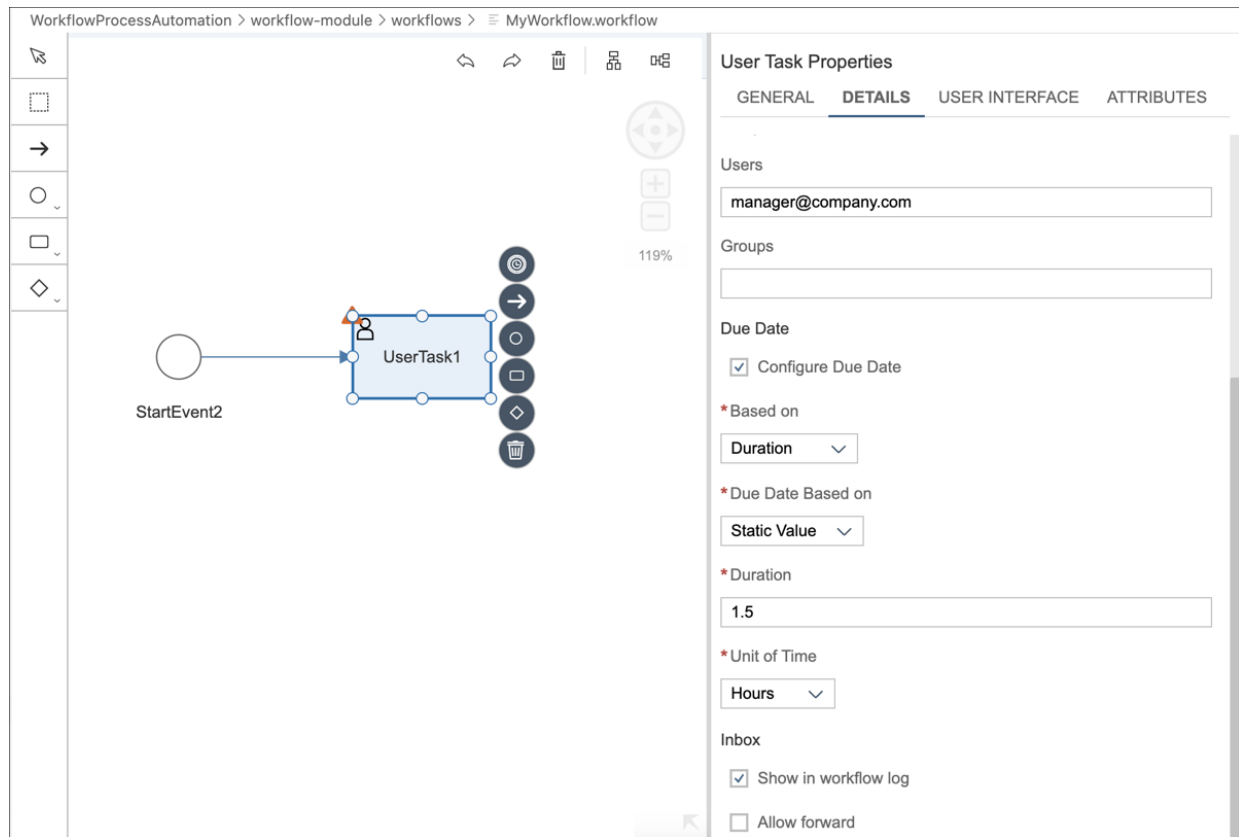 WorkflowProcessAutomation > workflow-module > workflows > MyWorkflow.workflow
User Task Properties
GENERAL DETAILS USER INTERFACE ATTRIBUTES
Users
manager@company.com
Groups
Due Date
Configure Due Date
*Based on
Duration
*Due Date Based on
Static Value
*Duration
1.5
*Unit of Time
Hours
Inbox
Show in workflow log
Allow forward
119%
UserTask1
StartEvent2